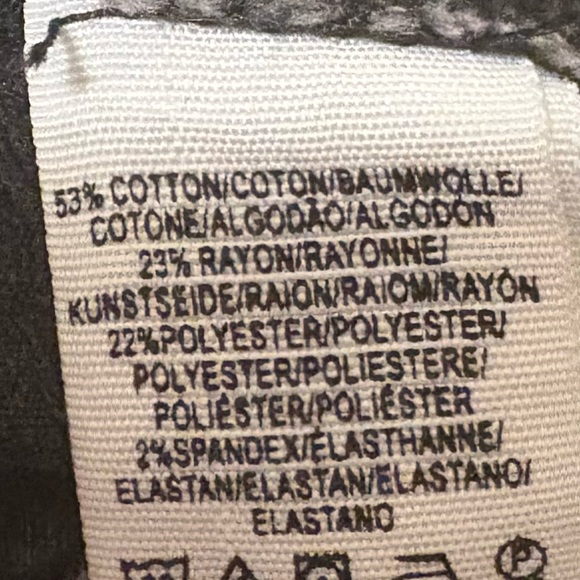 53% COTTON/COTON/BAUMWOLLE/
COTONE/ALGODÃO/ALGODÓN
23% RAYON/RAYONNE/
KUNSTSEIDE/RAION/RAIOM/RAYÓN
22%POLYESTER/POLYESTER/
POLYESTER/POLIESTERE/
POLIÉSTER/POLIÉSTER
2%SPANDEX/ÉLASTHANNE/
ELASTAN/ELASTAN/ELASTANO/
ELASTANO
P